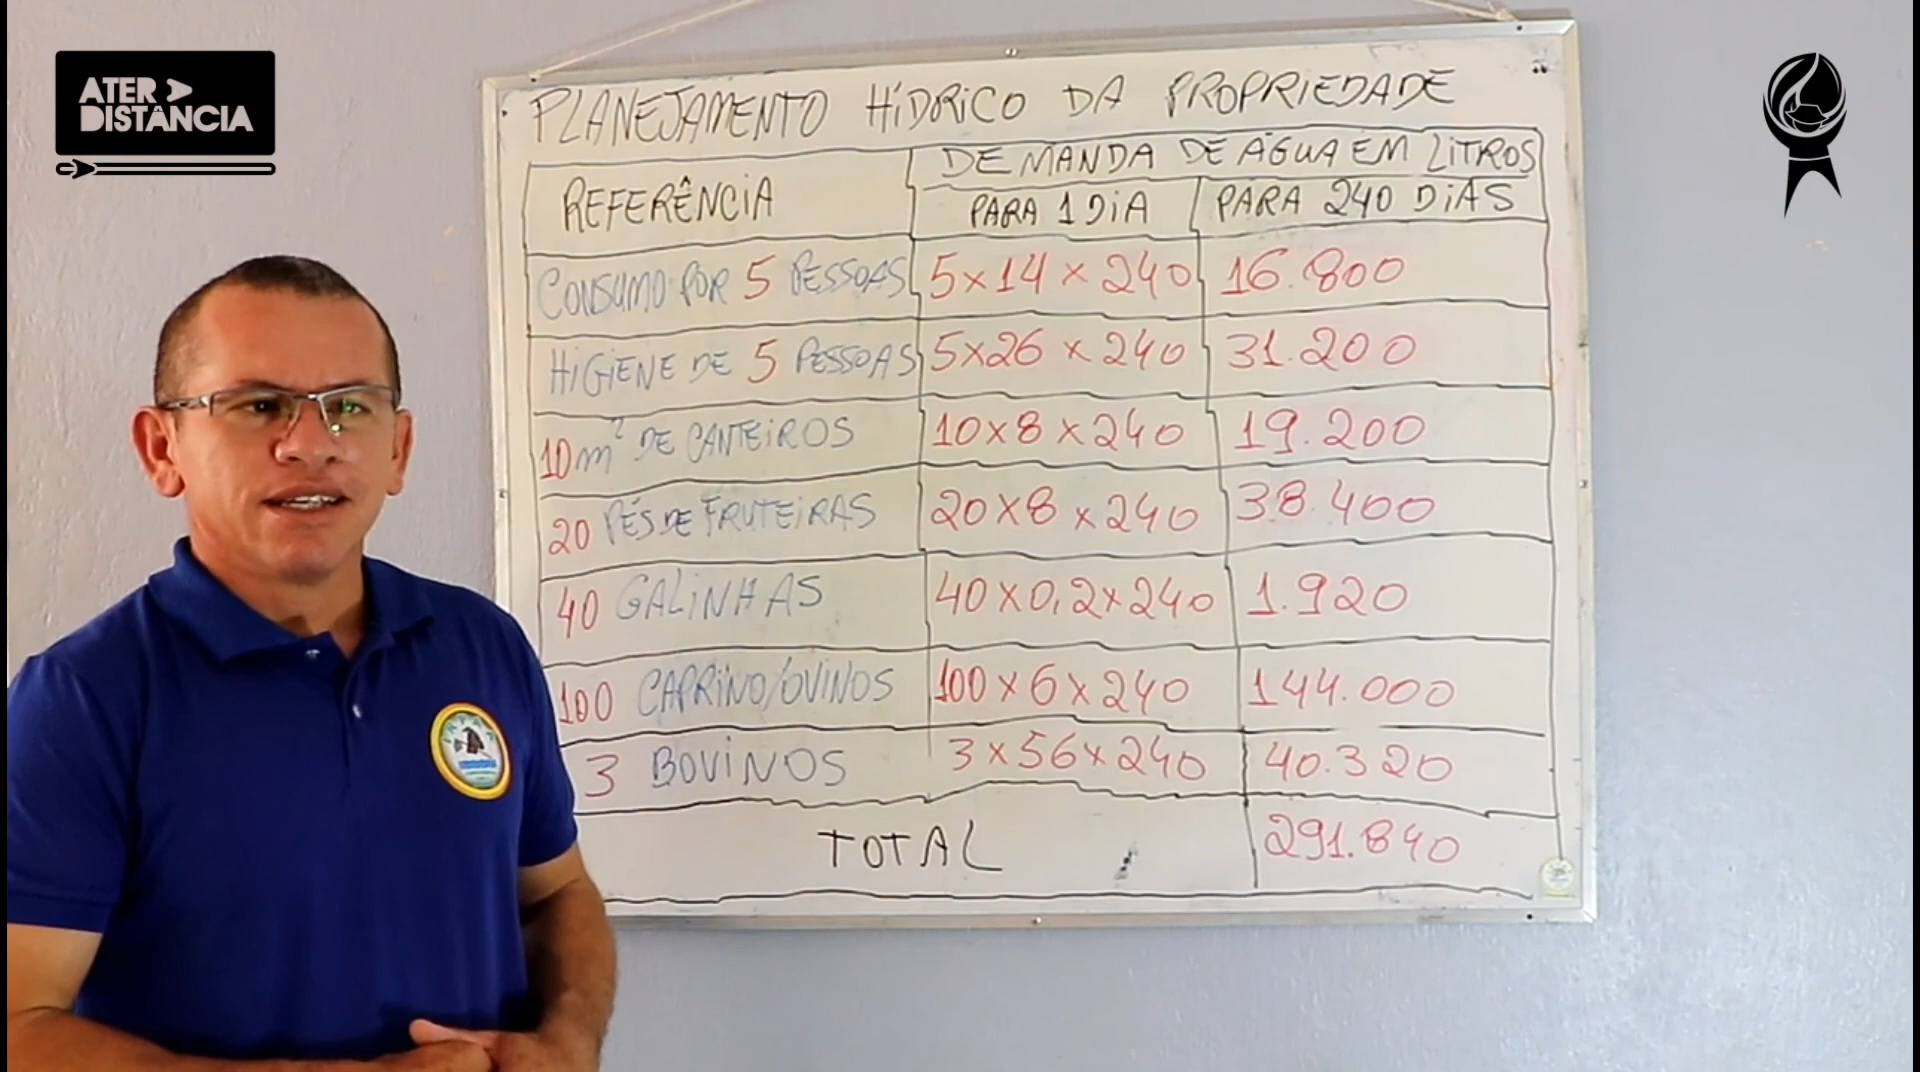 ATER
DISTÂNCIA
PLANEJAMENTO HÍDRICO DA PROPRIEDADE
REFERÊNCIA
DEMANDA DE ÁGUA EM LITROS
PARA 1 DIA
PARA 240 DIAS
CONSUMO POR 5 PESSOAS 5x14x240 16.800
HIGIENE DE 5 PESSOAS 5x26x240 31.200
10m² DE CANTEIROS 10x8x240 19.200
20 PÉS DE FRUTEIRAS 20x8x240 38.400
40 GALINHAS 40x0,2x240 1.920
100 CAPRINO/OVINOS 100x6x240 144.000
3 BOVINOS 3x56x240 40.320
TOTAL 291.840